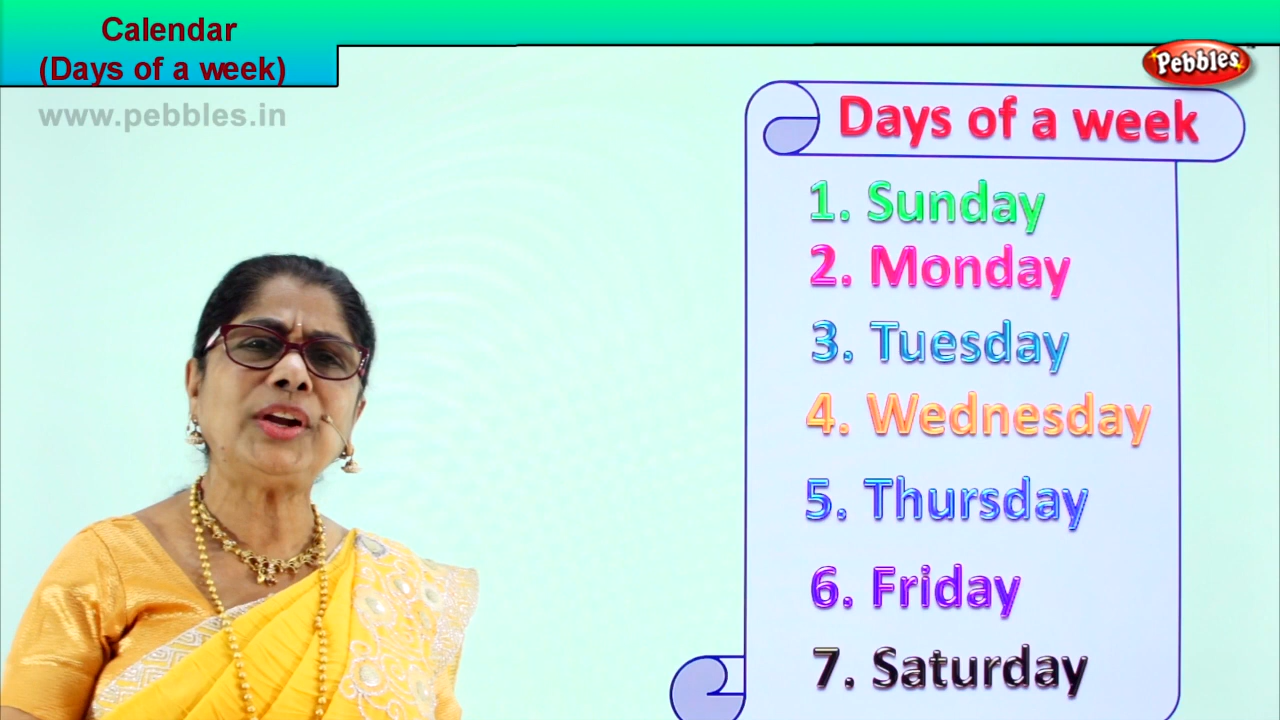 Calendar
(Days of a week)
www.pebbles.in
Pebbles
Days of a week
1. Sunday
2. Monday
3. Tuesday
4. Wednesday
5. Thursday
6. Friday
7. Saturday